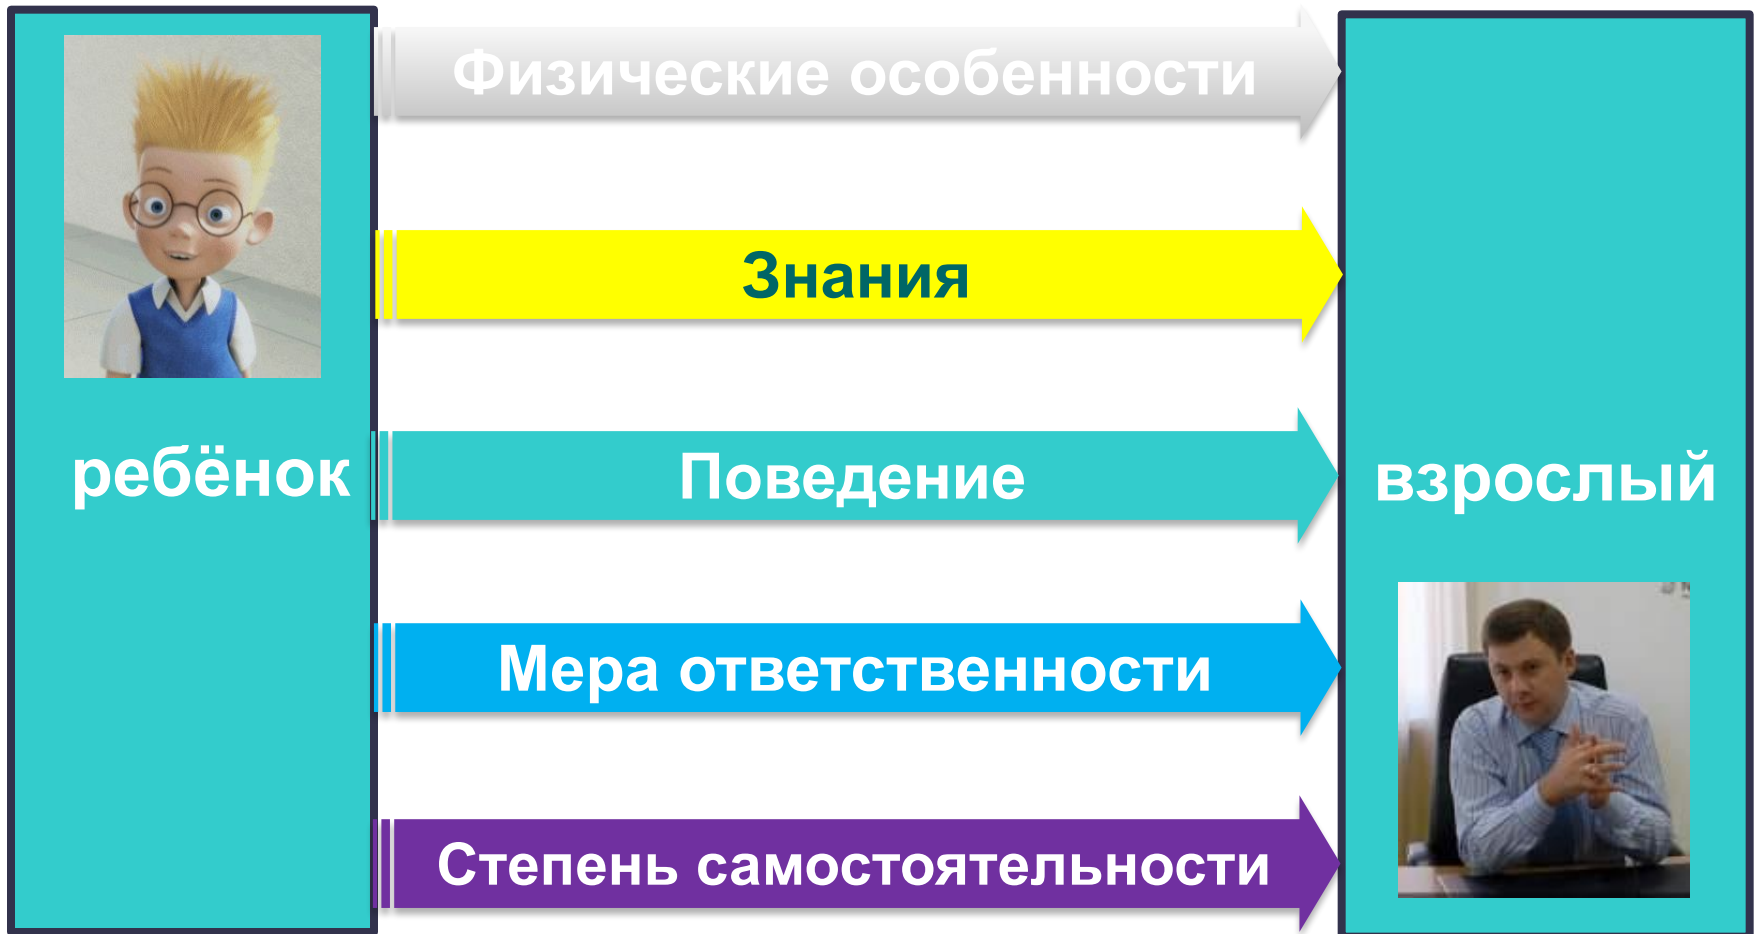 Физические особенности
Знания
ребёнок
Поведение
взрослый
Мера ответственности
Степень самостоятельности